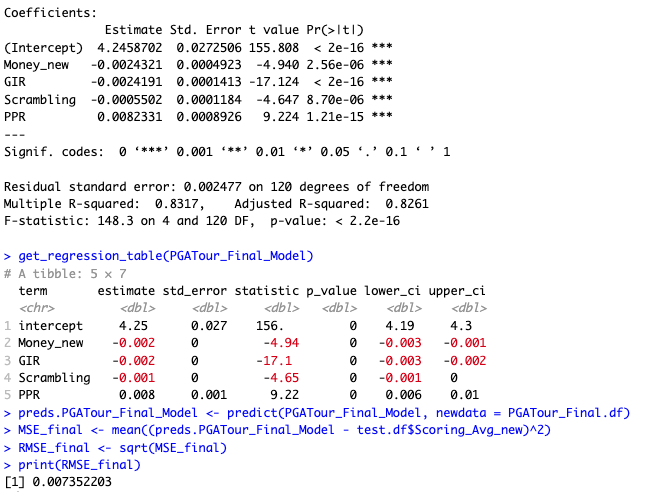 Coefficients:
              Estimate Std. Error t value Pr(>|t|)
(Intercept)  4.2458702  0.0272506 155.808  < 2e-16 ***
Money_new   -0.0024321  0.0004923  -4.940 2.56e-06 ***
GIR         -0.0024191  0.0001413 -17.124  < 2e-16 ***
Scrambling  -0.0005502  0.0001184  -4.647 8.70e-06 ***
PPR          0.0082331  0.0008926   9.224 1.21e-15 ***
---
Signif. codes:  0 ‘***’ 0.001 ‘**’ 0.01 ‘*’ 0.05 ‘.’ 0.1 ‘ ’ 1
Residual standard error: 0.002477 on 120 degrees of freedom
Multiple R-squared:  0.8317,	Adjusted R-squared:  0.8261
F-statistic: 148.3 on 4 and 120 DF,  p-value: < 2.2e-16
> get_regression_table(PGATour_Final_Model)
# A tibble: 5 × 7
  term       estimate std_error statistic p_value lower_ci upper_ci
  <chr>         <dbl>     <dbl>     <dbl>   <dbl>    <dbl>    <dbl>
1 intercept     4.25      0.027    156.         0    4.19     4.3
2 Money_new    -0.002     0         -4.94       0   -0.003   -0.001
3 GIR          -0.002     0        -17.1        0   -0.003   -0.002
4 Scrambling   -0.001     0         -4.65       0   -0.001    0
5 PPR           0.008     0.001      9.22       0    0.006    0.01
> preds.PGATour_Final_Model <- predict(PGATour_Final_Model, newdata = PGATour_Final.df)
> MSE_final <- mean((preds.PGATour_Final_Model - test.df$Scoring_Avg_new)^2)
> RMSE_final <- sqrt(MSE_final)
> print(RMSE_final)
[1] 0.007352203